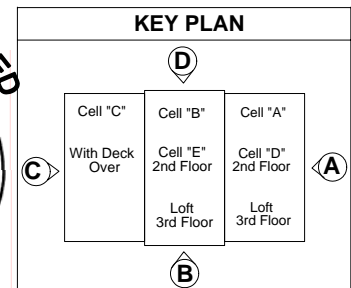 KEY PLAN
D
Cell "C"
With Deck
Over
Cell "B"
Cell "E"
2nd Floor
Loft
3rd Floor
Cell "A"
Cell "D"
2nd Floor
Loft
3rd Floor
C
A
B
ED